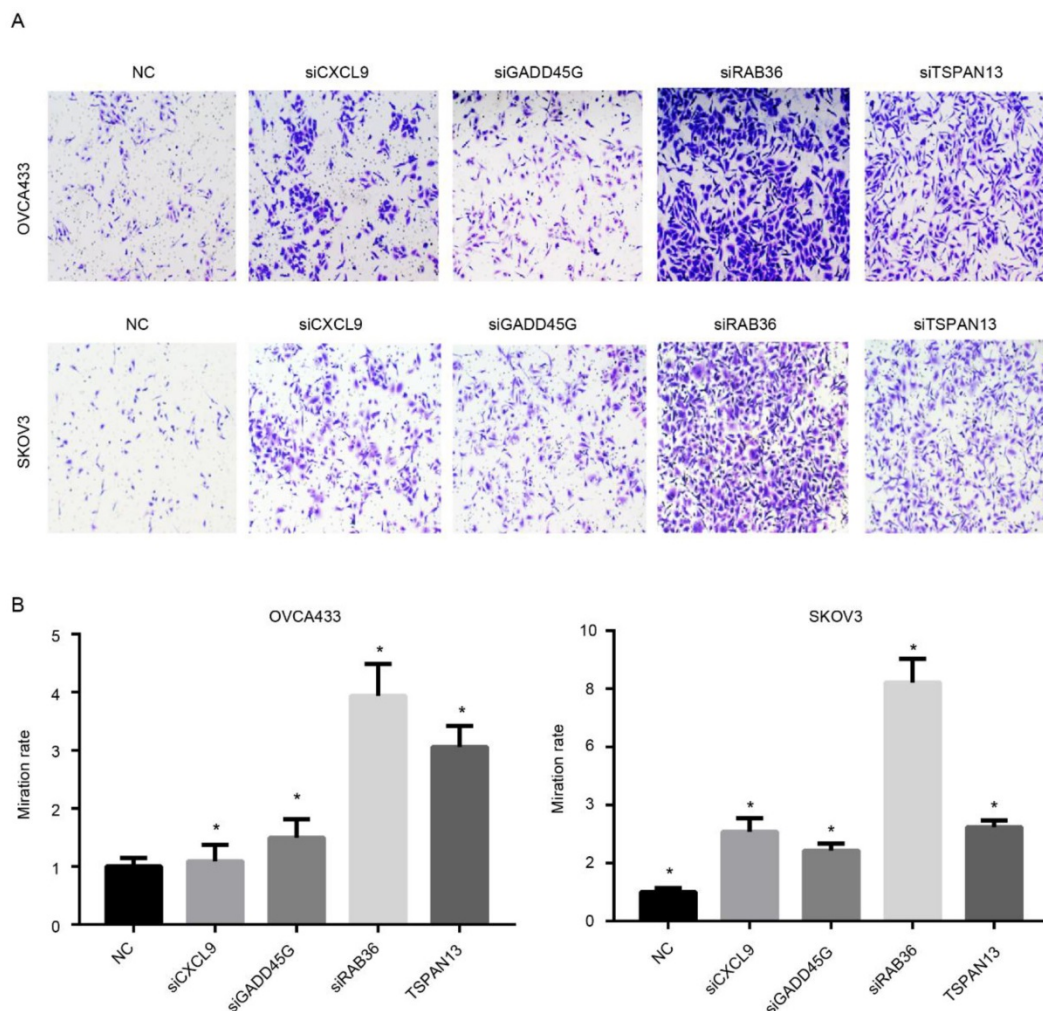 A
NC siCXCL9 siGADD45G siRAB36 siTSPAN13
OVCA433
NC siCXCL9 siGADD45G siRAB36 siTSPAN13
SKOV3
B
OVCA433
5
4
3
2
1
0
Miration rate
* * * *
NC siCXCL9 siGADD45G siRAB36 TSPAN13
SKOV3
10
8
6
3
2
0
Miration rate
* * * * *
NC siCXCL9 siGADD45G siRAB36 TSPAN13